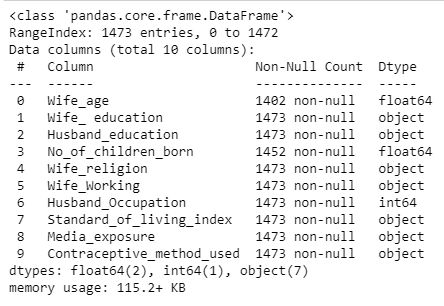 <class 'pandas.core.frame.DataFrame'>
RangeIndex: 1473 entries, 0 to 1472
Data columns (total 10 columns):
 #   Column                     Non-Null Count  Dtype
---  ------                     --------------  -----
 0   Wife_age                   1402 non-null   float64
 1   Wife_ education            1473 non-null   object
 2   Husband_education          1473 non-null   object
 3   No_of_children_born        1452 non-null   float64
 4   Wife_religion              1473 non-null   object
 5   Wife_Working               1473 non-null   object
 6   Husband_Occupation         1473 non-null   int64
 7   Standard_of_living_index   1473 non-null   object
 8   Media_exposure             1473 non-null   object
 9   Contraceptive_method_used  1473 non-null   object
dtypes: float64(2), int64(1), object(7)
memory usage: 115.2+ KB